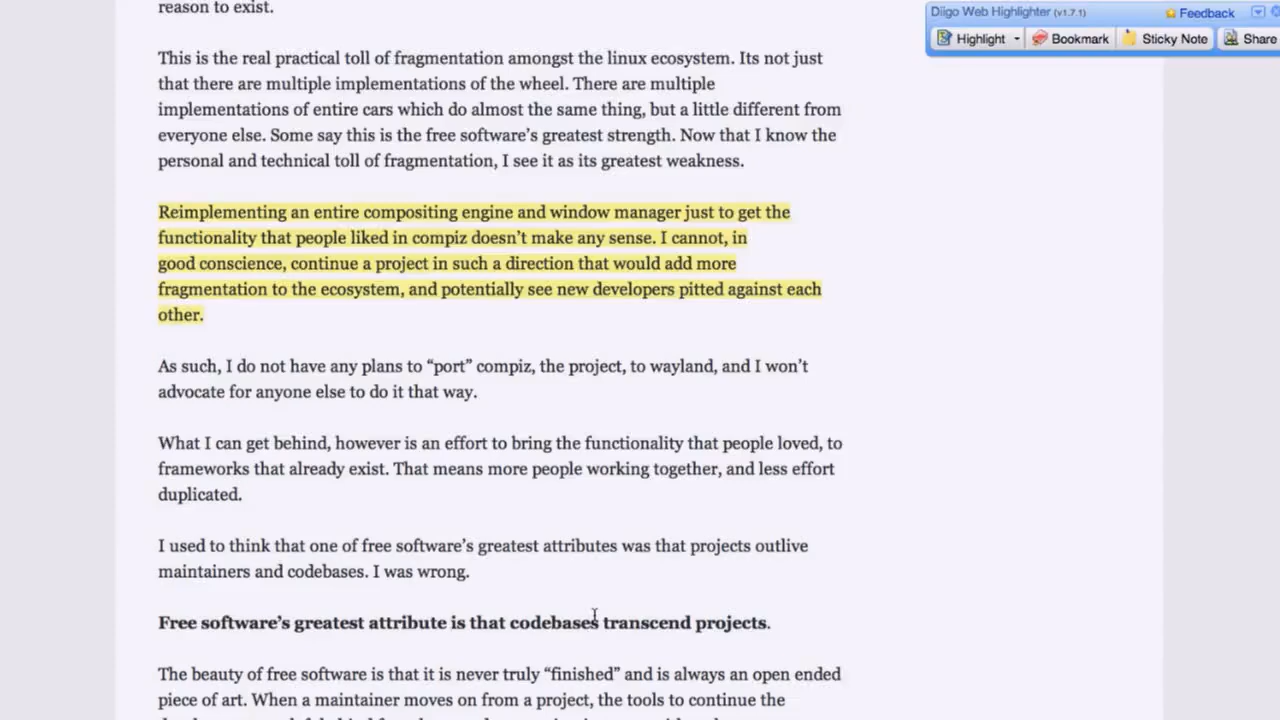 reason to exist.
Diigo Web Highlighter (v1.7.1)
Feedback
Highlight
Bookmark
Sticky Note
Share
This is the real practical toll of fragmentation amongst the linux ecosystem. Its not just
that there are multiple implementations of the wheel. There are multiple
implementations of entire cars which do almost the same thing, but a little different from
everyone else. Some say this is the free software’s greatest strength. Now that I know the
personal and technical toll of fragmentation, I see it as its greatest weakness.
Reimplementing an entire compositing engine and window manager just to get the
functionality that people liked in compiz doesn’t make any sense. I cannot, in
good conscience, continue a project in such a direction that would add more
fragmentation to the ecosystem, and potentially see new developers pitted against each
other.
As such, I do not have any plans to “port” compiz, the project, to wayland, and I won’t
advocate for anyone else to do it that way.
What I can get behind, however is an effort to bring the functionality that people loved, to
frameworks that already exist. That means more people working together, and less effort
duplicated.
I used to think that one of free software’s greatest attributes was that projects outlive
maintainers and codebases. I was wrong.
Free software’s greatest attribute is that codebases transcend projects.
The beauty of free software is that it is never truly “finished” and is always an open ended
piece of art. When a maintainer moves on from a project, the tools to continue the